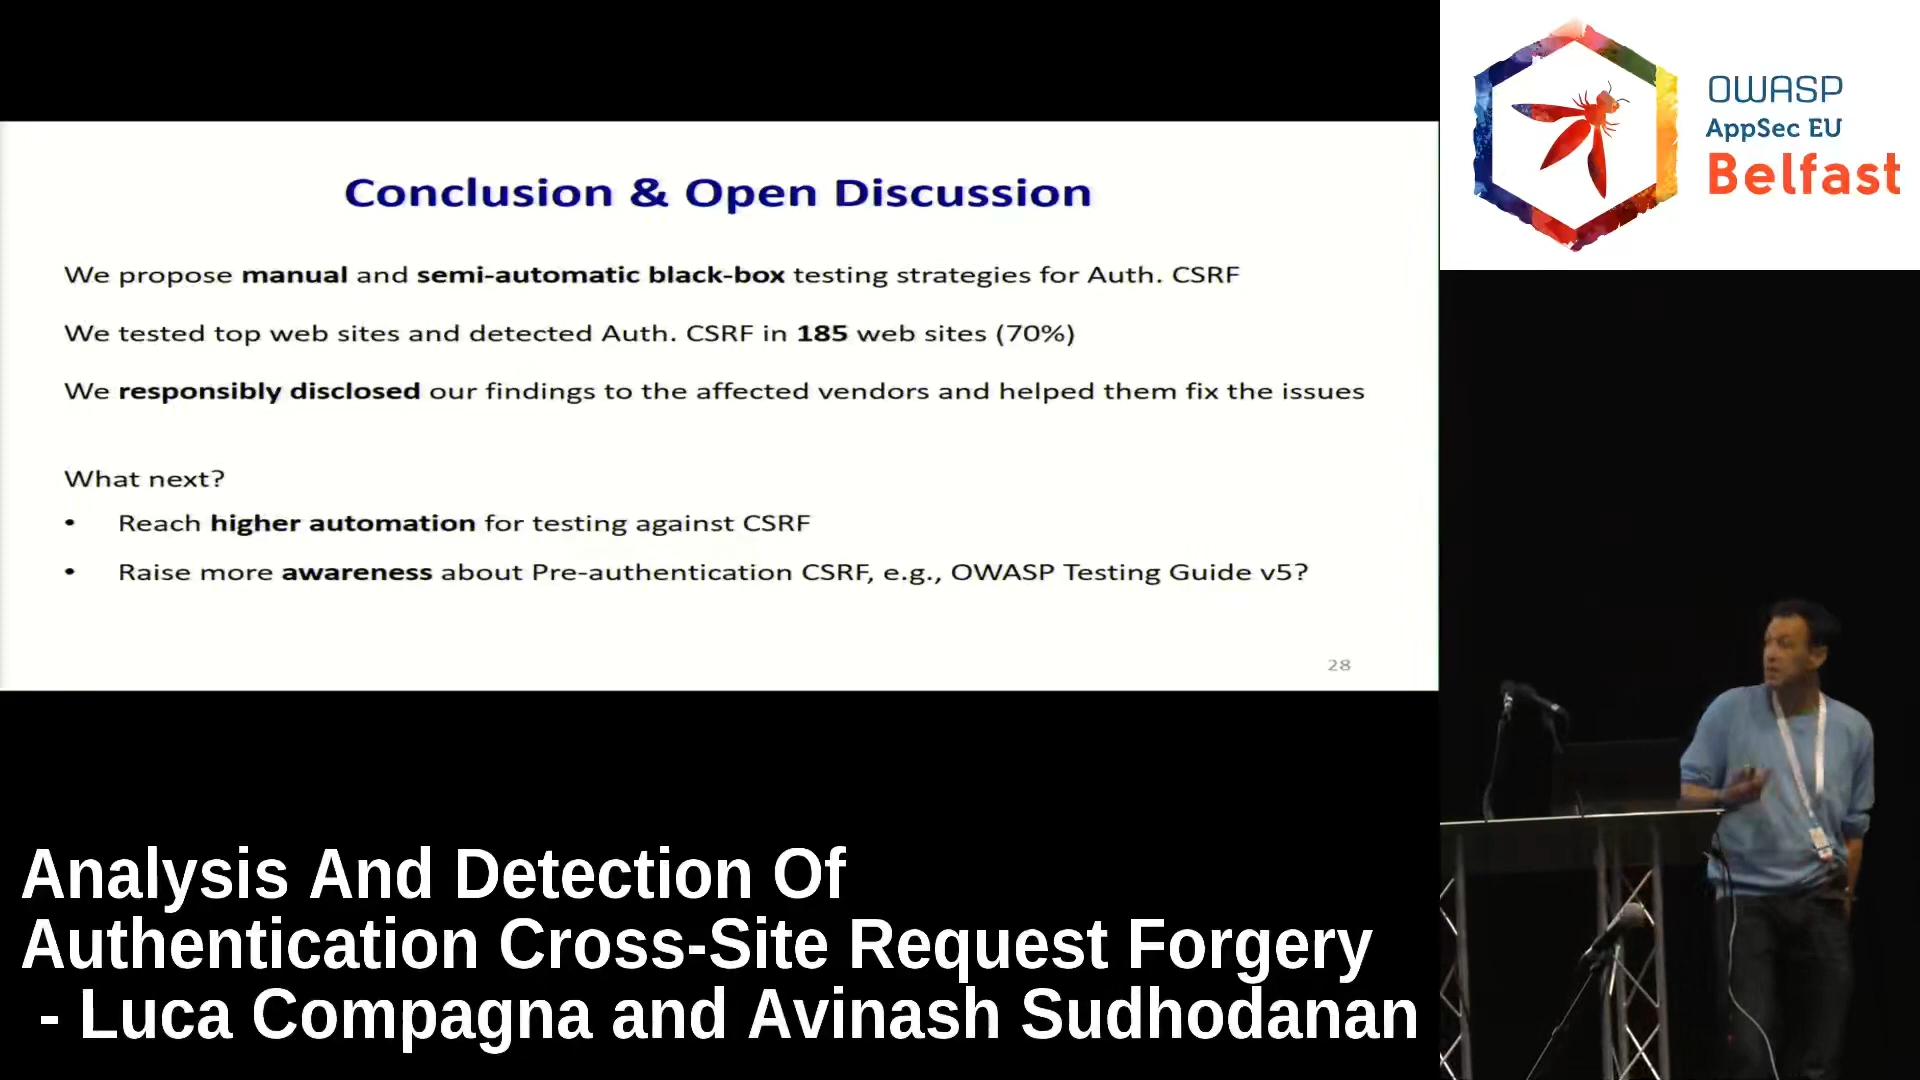 OWASP
AppSec EU
Belfast
Conclusion & Open Discussion
We propose manual and semi-automatic black-box testing strategies for Auth. CSRF
We tested top web sites and detected Auth. CSRF in 185 web sites (70%)
We responsibly disclosed our findings to the affected vendors and helped them fix the issues
What next?
• Reach higher automation for testing against CSRF
• Raise more awareness about Pre-authentication CSRF, e.g., OWASP Testing Guide v5?
28
Analysis And Detection Of
Authentication Cross-Site Request Forgery
- Luca Compagna and Avinash Sudhodanan